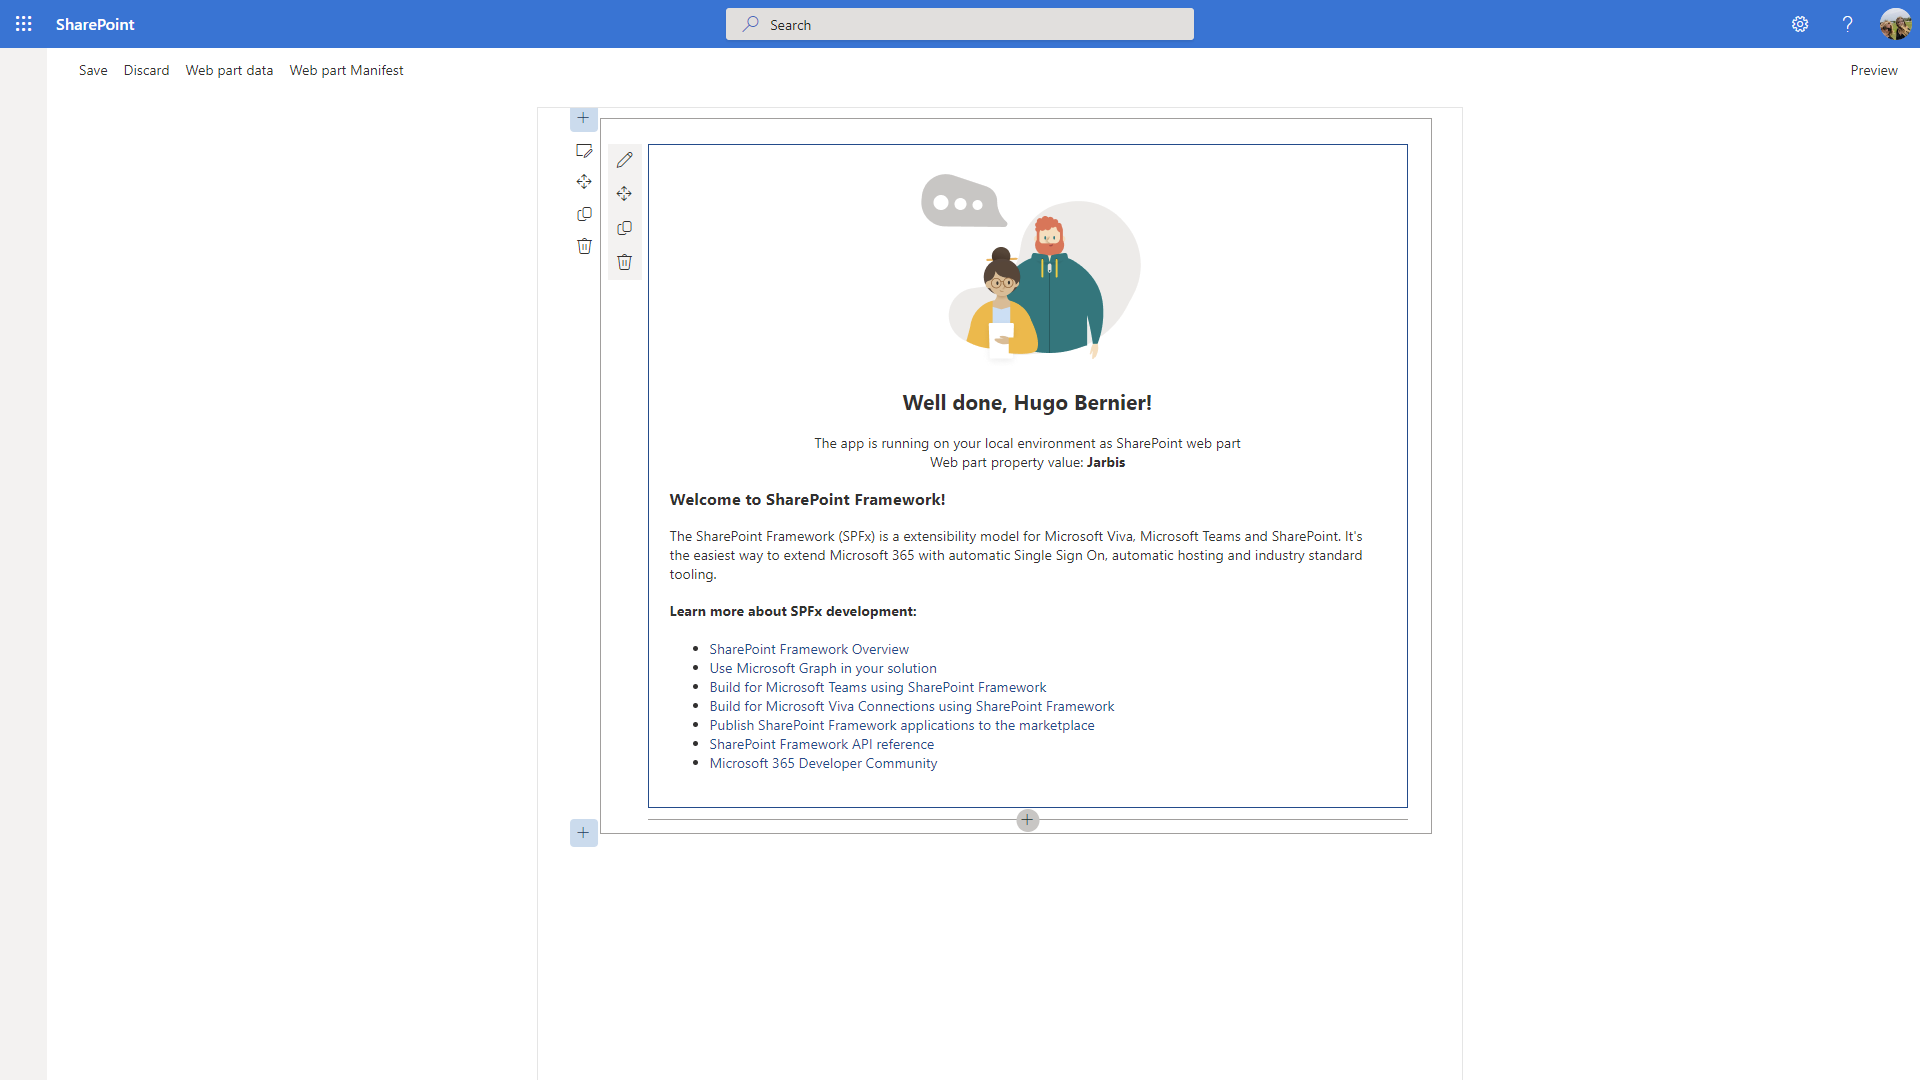 SharePoint
Search
Save Discard Web part data Web part Manifest Preview
Well done, Hugo Bernier!
The app is running on your local environment as SharePoint web part
Web part property value: Jarbis
Welcome to SharePoint Framework!
The SharePoint Framework (SPFx) is a extensibility model for Microsoft Viva, Microsoft Teams and SharePoint. It's
the easiest way to extend Microsoft 365 with automatic Single Sign On, automatic hosting and industry standard
tooling.
Learn more about SPFx development:
SharePoint Framework Overview
Use Microsoft Graph in your solution
Build for Microsoft Teams using SharePoint Framework
Build for Microsoft Viva Connections using SharePoint Framework
Publish SharePoint Framework applications to the marketplace
SharePoint Framework API reference
Microsoft 365 Developer Community